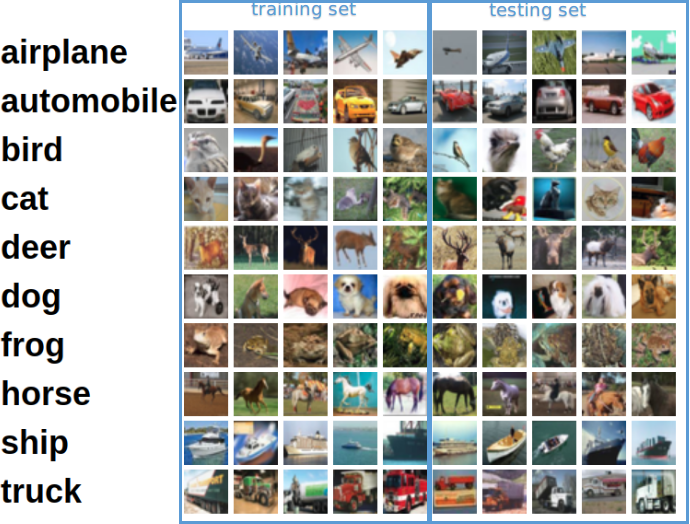 training set
testing set
airplane
automobile
bird
cat
deer
dog
frog
horse
ship
truck